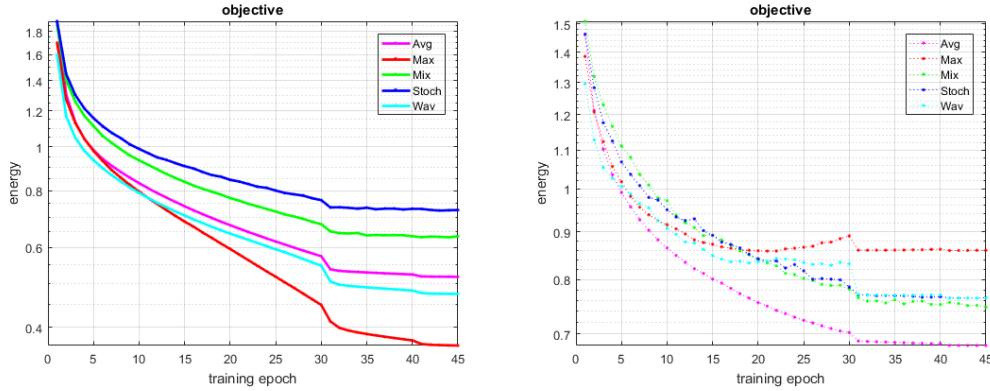 objective
energy
1.8
1.6
1.4
1.2
1
0.8
0.6
0.4
0
5
10
15
20
25
30
35
40
45
training epoch
Avg
Max
Mix
Stoch
Wav
objective
energy
1.5
1.4
1.3
1.2
1.1
1
0.9
0.8
0.7
0
5
10
15
20
25
30
35
40
45
training epoch
Avg
Max
Mix
Stoch
Wav